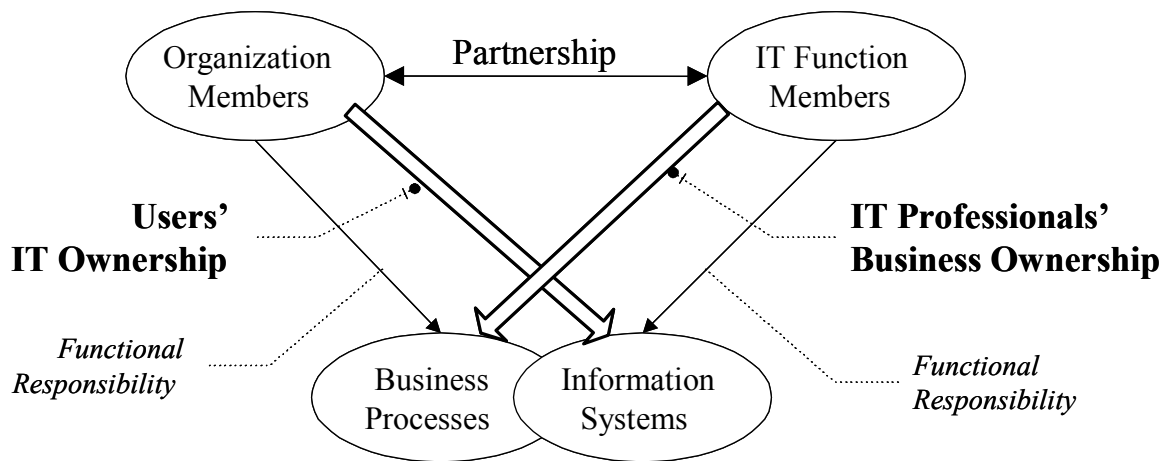 Organization
Members
Partnership
IT Function
Members
Users’
IT Ownership
IT Professionals’
Business Ownership
Functional
Responsibility
Business
Processes
Information
Systems
Functional
Responsibility